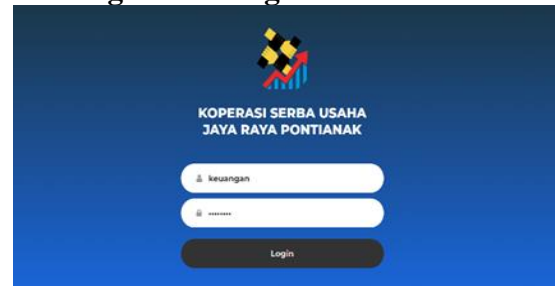 KOPERASI SERBA USAHA
JAYA RAYA PONTIANAK
keuangan
········
Login